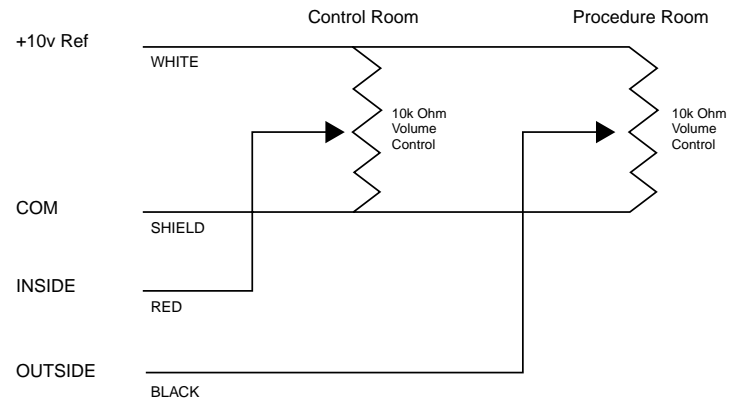 Control Room
Procedure Room
+10v Ref
WHITE
10k Ohm
Volume
Control
10k Ohm
Volume
Control
COM
SHIELD
INSIDE
RED
OUTSIDE
BLACK